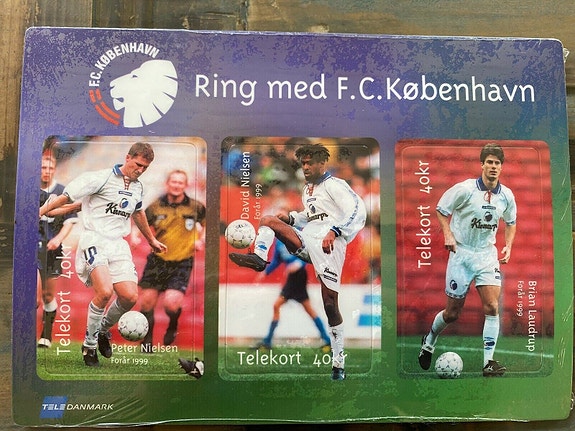 F.C. KØBENHAVN
Ring med F.C.København
Telekort 40kr
10
Peter Nielsen
Forår 1999
David Nielsen
Forår 1999
Telekort 40kr
Telekort 40kr
Brian Laudrup
Forår 1999
TELE DANMARK